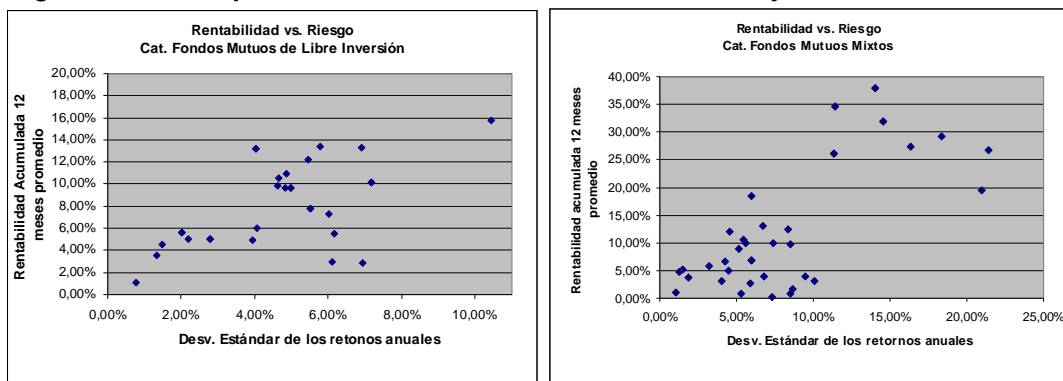 Rentabilidad vs. Riesgo
Cat. Fondos Mutuos de Libre Inversión
Rentabilidad Acumulada 12
meses promedio
20,00%
18,00%
16,00%
14,00%
12,00%
10,00%
8,00%
6,00%
4,00%
2,00%
0,00%
0,00% 2,00% 4,00% 6,00% 8,00% 10,00%
Desv. Estándar de los retonos anuales
Rentabilidad vs. Riesgo
Cat. Fondos Mutuos Mixtos
Rentabilidad acumulada 12 meses
promedio
40,00%
35,00%
30,00%
25,00%
20,00%
15,00%
10,00%
5,00%
0,00%
0,00% 5,00% 10,00% 15,00% 20,00% 25,00%
Desv. Estándar de los retornos anuales